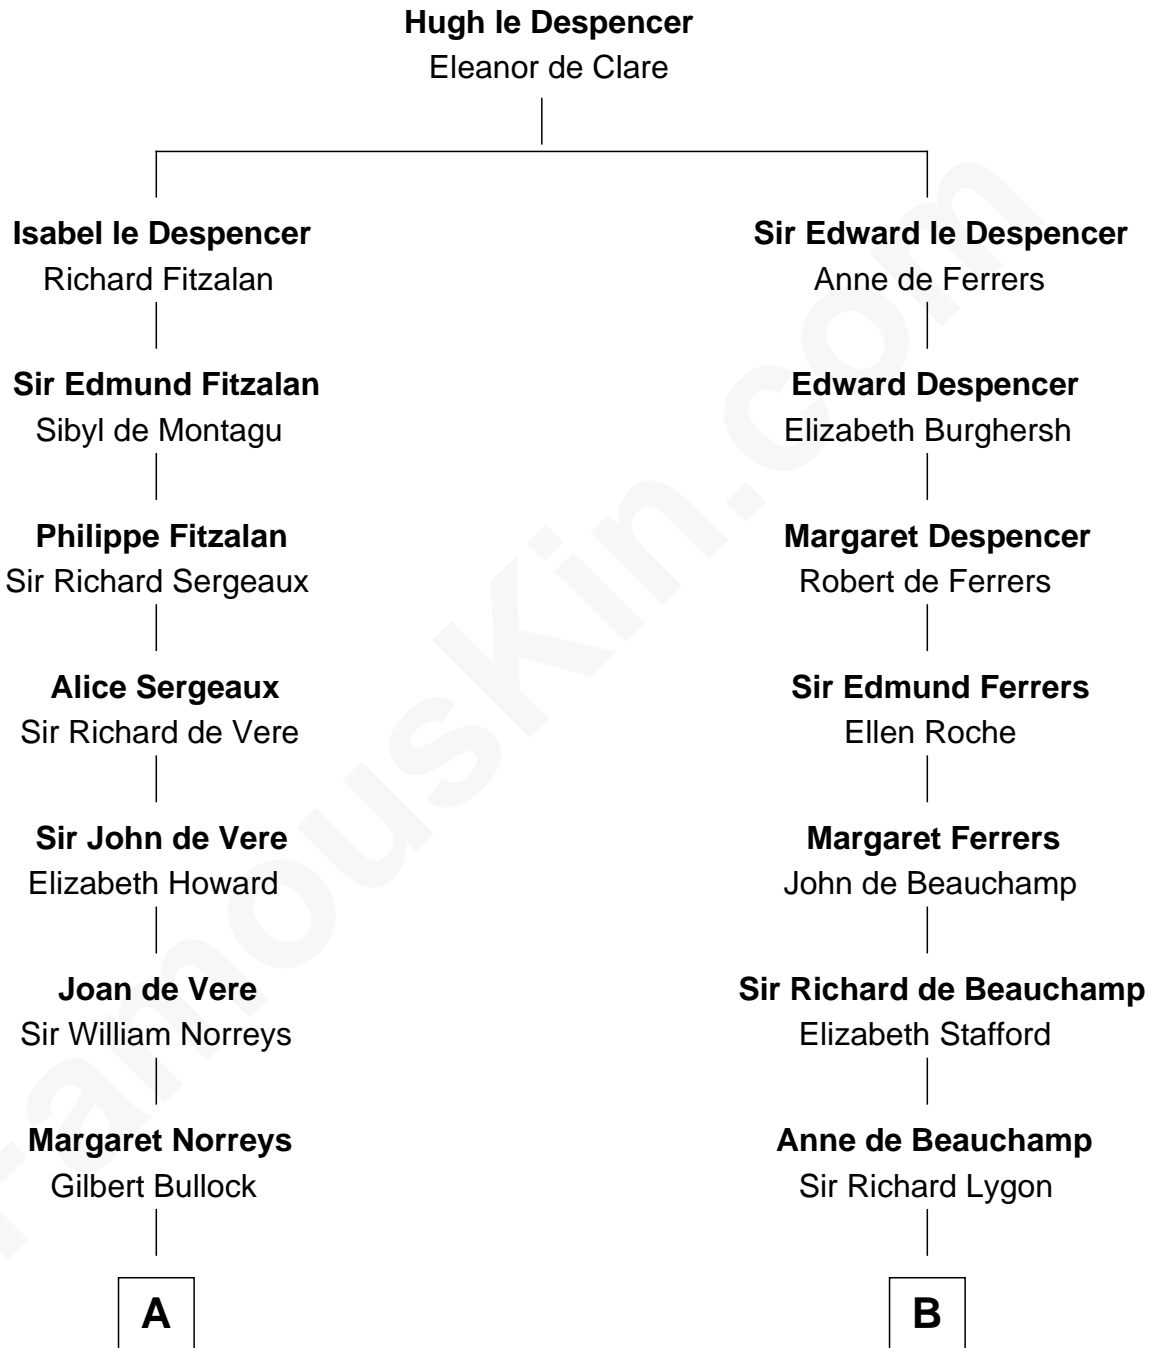 Hugh le Despencer
Eleanor de Clare
Isabel le Despencer
Richard Fitzalan
Sir Edward le Despencer
Anne de Ferrers
Sir Edmund Fitzalan
Sibyl de Montagu
Edward Despencer
Elizabeth Burghersh
Philippe Fitzalan
Sir Richard Sergeaux
Margaret Despencer
Robert de Ferrers
Alice Sergeaux
Sir Richard de Vere
Sir Edmund Ferrers
Ellen Roche
Sir John de Vere
Elizabeth Howard
Margaret Ferrers
John de Beauchamp
Joan de Vere
Sir William Norreys
Sir Richard de Beauchamp
Elizabeth Stafford
Margaret Norreys
Gilbert Bullock
Anne de Beauchamp
Sir Richard Lygon
A
B
FamousKin.com